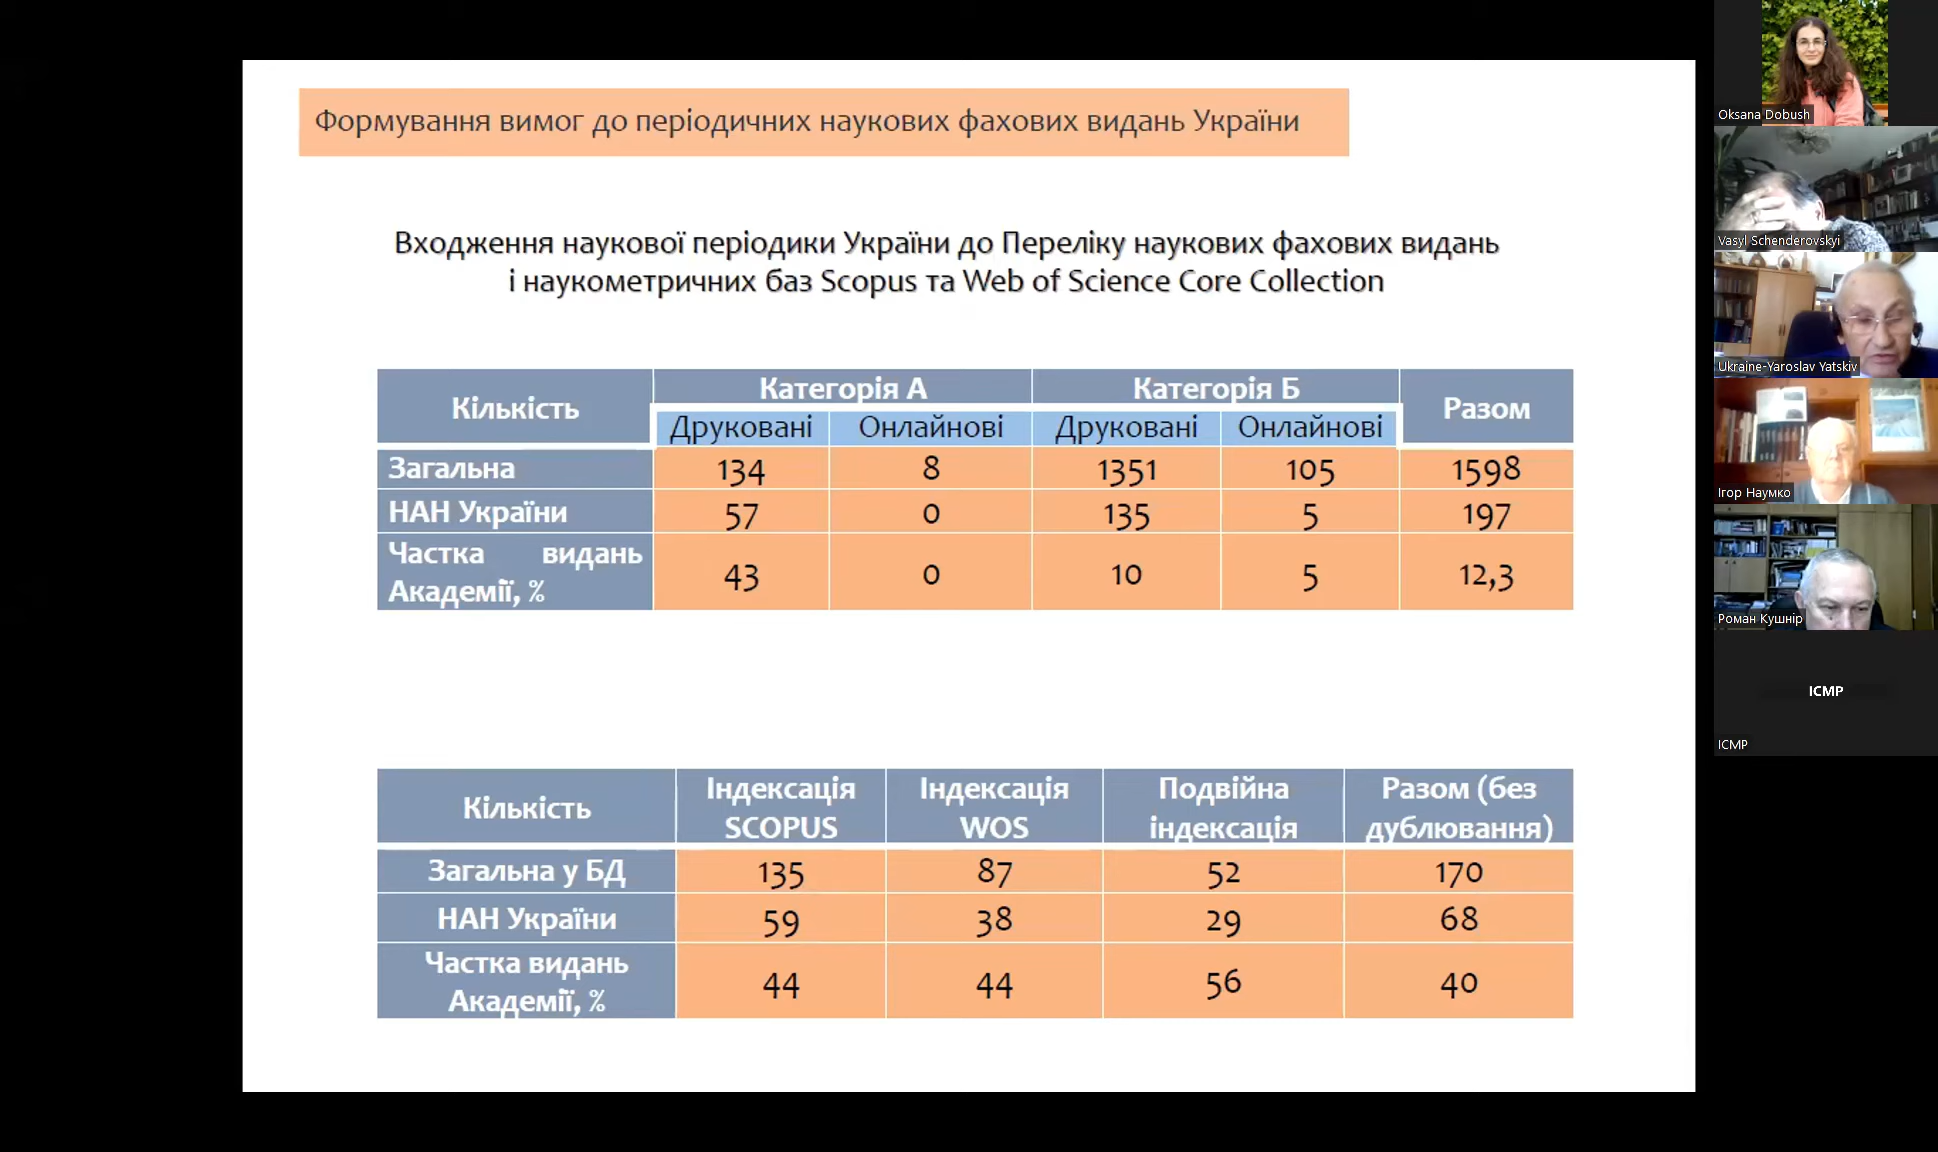 Формування вимог до періодичних наукових фахових видань України
Входження наукової періодики України до Переліку наукових фахових видань
і наукометричних баз Scopus та Web of Science Core Collection
Кількість Категорія А Категорія Б Разом
Друковані Онлайнові Друковані Онлайнові
Загальна 134 8 1351 105 1598
НАН України 57 0 135 5 197
Частка видань
Академії, % 43 0 10 5 12,3
Кількість Індексація SCOPUS Індексація WOS Подвійна індексація Разом (без дублювання)
Загальна у БД 135 87 52 170
НАН України 59 38 29 68
Частка видань
Академії, % 44 44 56 40
Oksana Dobush
Vasyl Schenderovskyi
Ukraine-Yaroslav Yatskiv
Ігор Наумко
Роман Кушнір
ICMP
ICMP